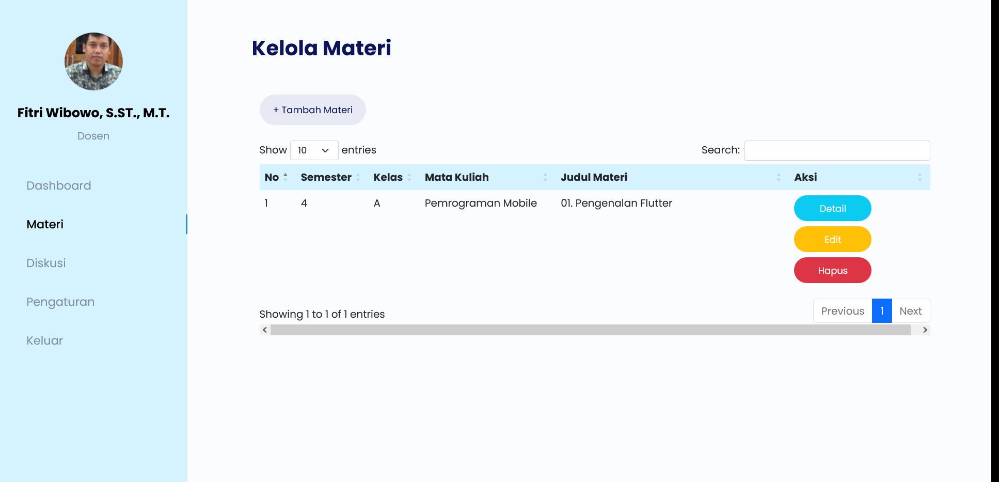 Fitri Wibowo, S.ST., M.T.
Dosen
Dashboard
Materi
Diskusi
Pengaturan
Keluar
Kelola Materi
+ Tambah Materi
Show 10 entries
Search:
No Semester Kelas Mata Kuliah Judul Materi Aksi
1 4 A Pemrograman Mobile 01. Pengenalan Flutter Detail
Edit
Hapus
Showing 1 to 1 of 1 entries
Previous 1 Next